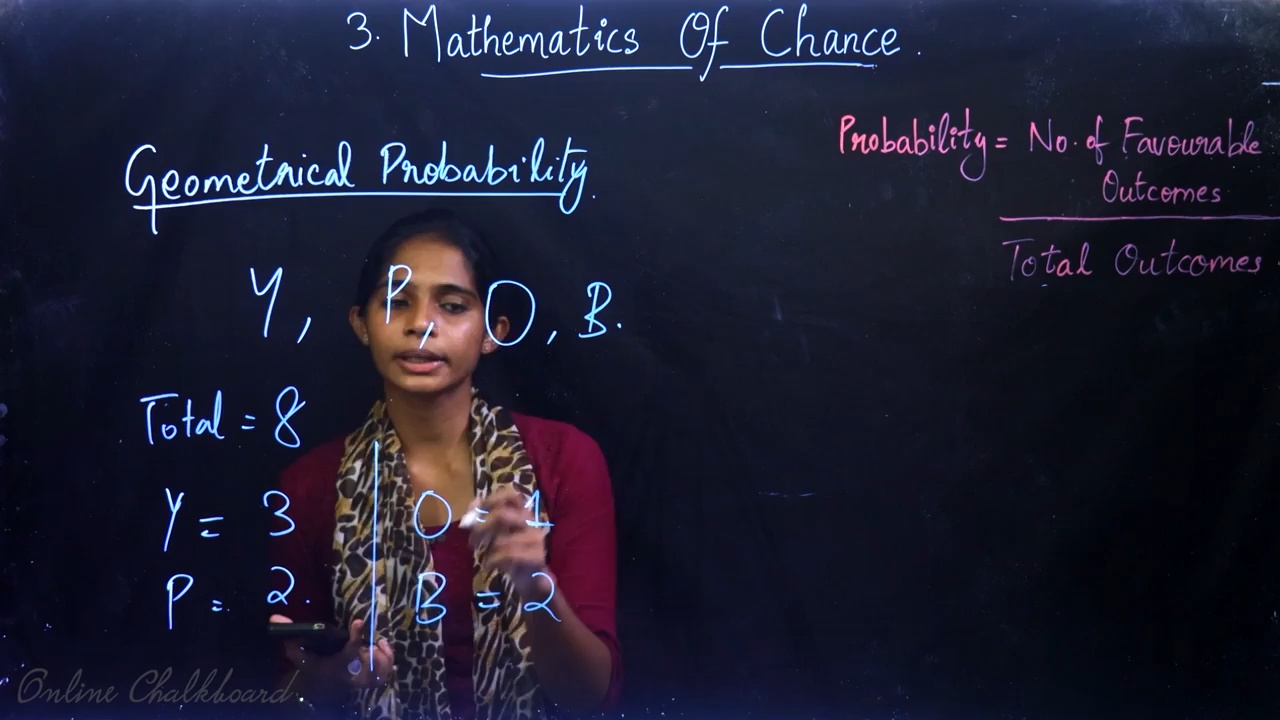 3. Mathematics Of Chance.
Geometrical Probability.
Probability = No. of Favourable
Outcomes
Total Outcomes
Y, P, O, B.
Total = 8
Y = 3
O = 1
P = 2.
B = 2
Online Chalkboard